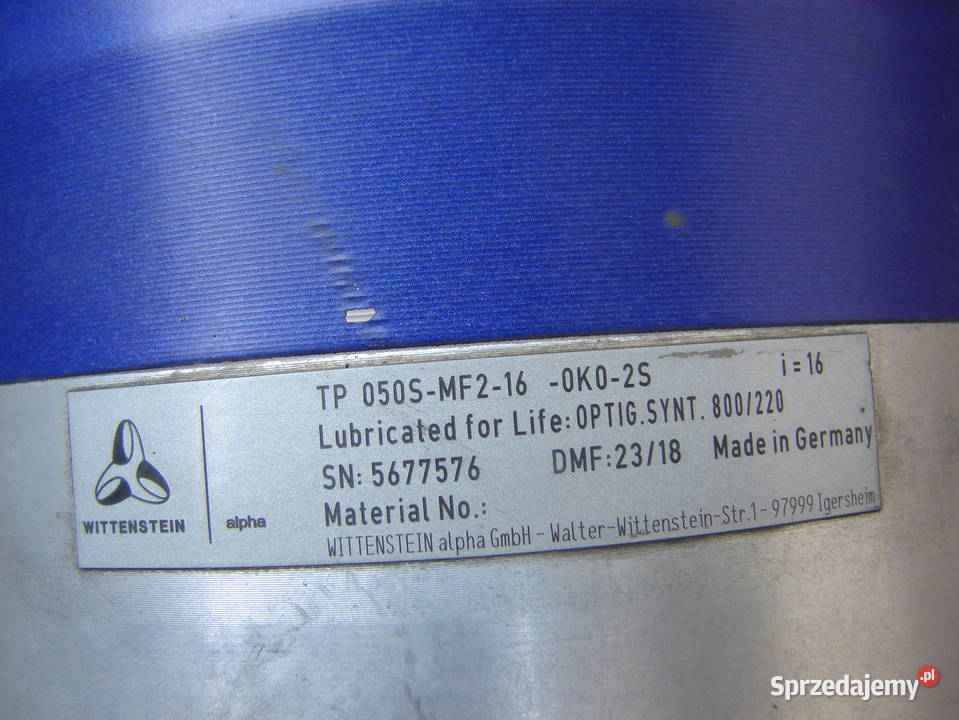 TP 050S-MF2-16 -0K0-2S i=16
Lubricated for Life:OPTIG.SYNT. 800/220
SN: 5677576 DMF:23/18 Made in Germany
Material No.:
WITTENSTEIN alpha GmbH - Walter-Wittenstein-Str.1 - 97999 Igersheim
WITTENSTEIN alpha
Sprzedajemy.pl